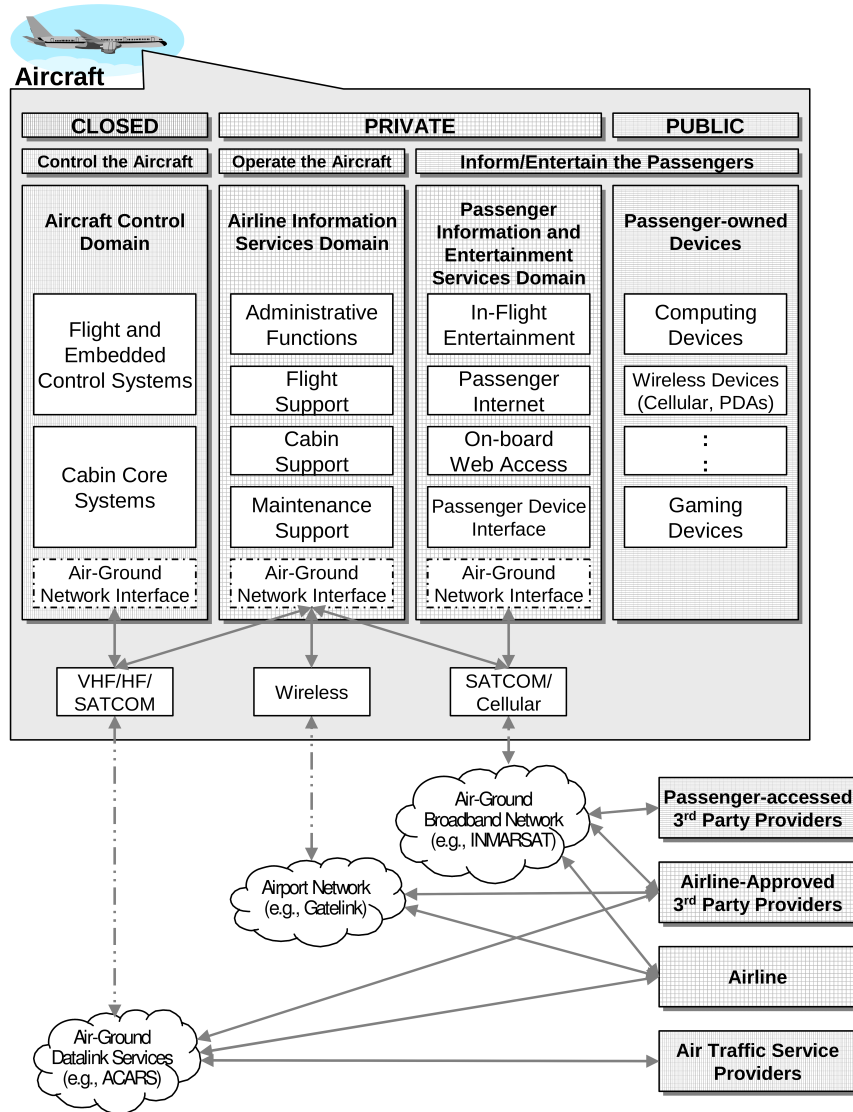 Aircraft
CLOSED
PRIVATE
PUBLIC
Control the Aircraft
Operate the Aircraft
Inform/Entertain the Passengers
Aircraft Control
Domain
Flight and
Embedded
Control Systems
Cabin Core
Systems
Air-Ground
Network Interface
Airline Information
Services Domain
Administrative
Functions
Flight
Support
Cabin
Support
Maintenance
Support
Air-Ground
Network Interface
Passenger
Information and
Entertainment
Services Domain
In-Flight
Entertainment
Passenger
Internet
On-board
Web Access
Passenger Device
Interface
Air-Ground
Network Interface
Passenger-owned
Devices
Computing
Devices
Wireless Devices
(Cellular, PDAs)
:
:
Gaming
Devices
VHF/HF/
SATCOM
Wireless
SATCOM/
Cellular
Air-Ground
Broadband Network
(e.g., INMARSAT)
Airport Network
(e.g., Gatelink)
Air-Ground
Datalink Services
(e.g., ACARS)
Passenger-accessed
3rd Party Providers
Airline-Approved
3rd Party Providers
Airline
Air Traffic Service
Providers